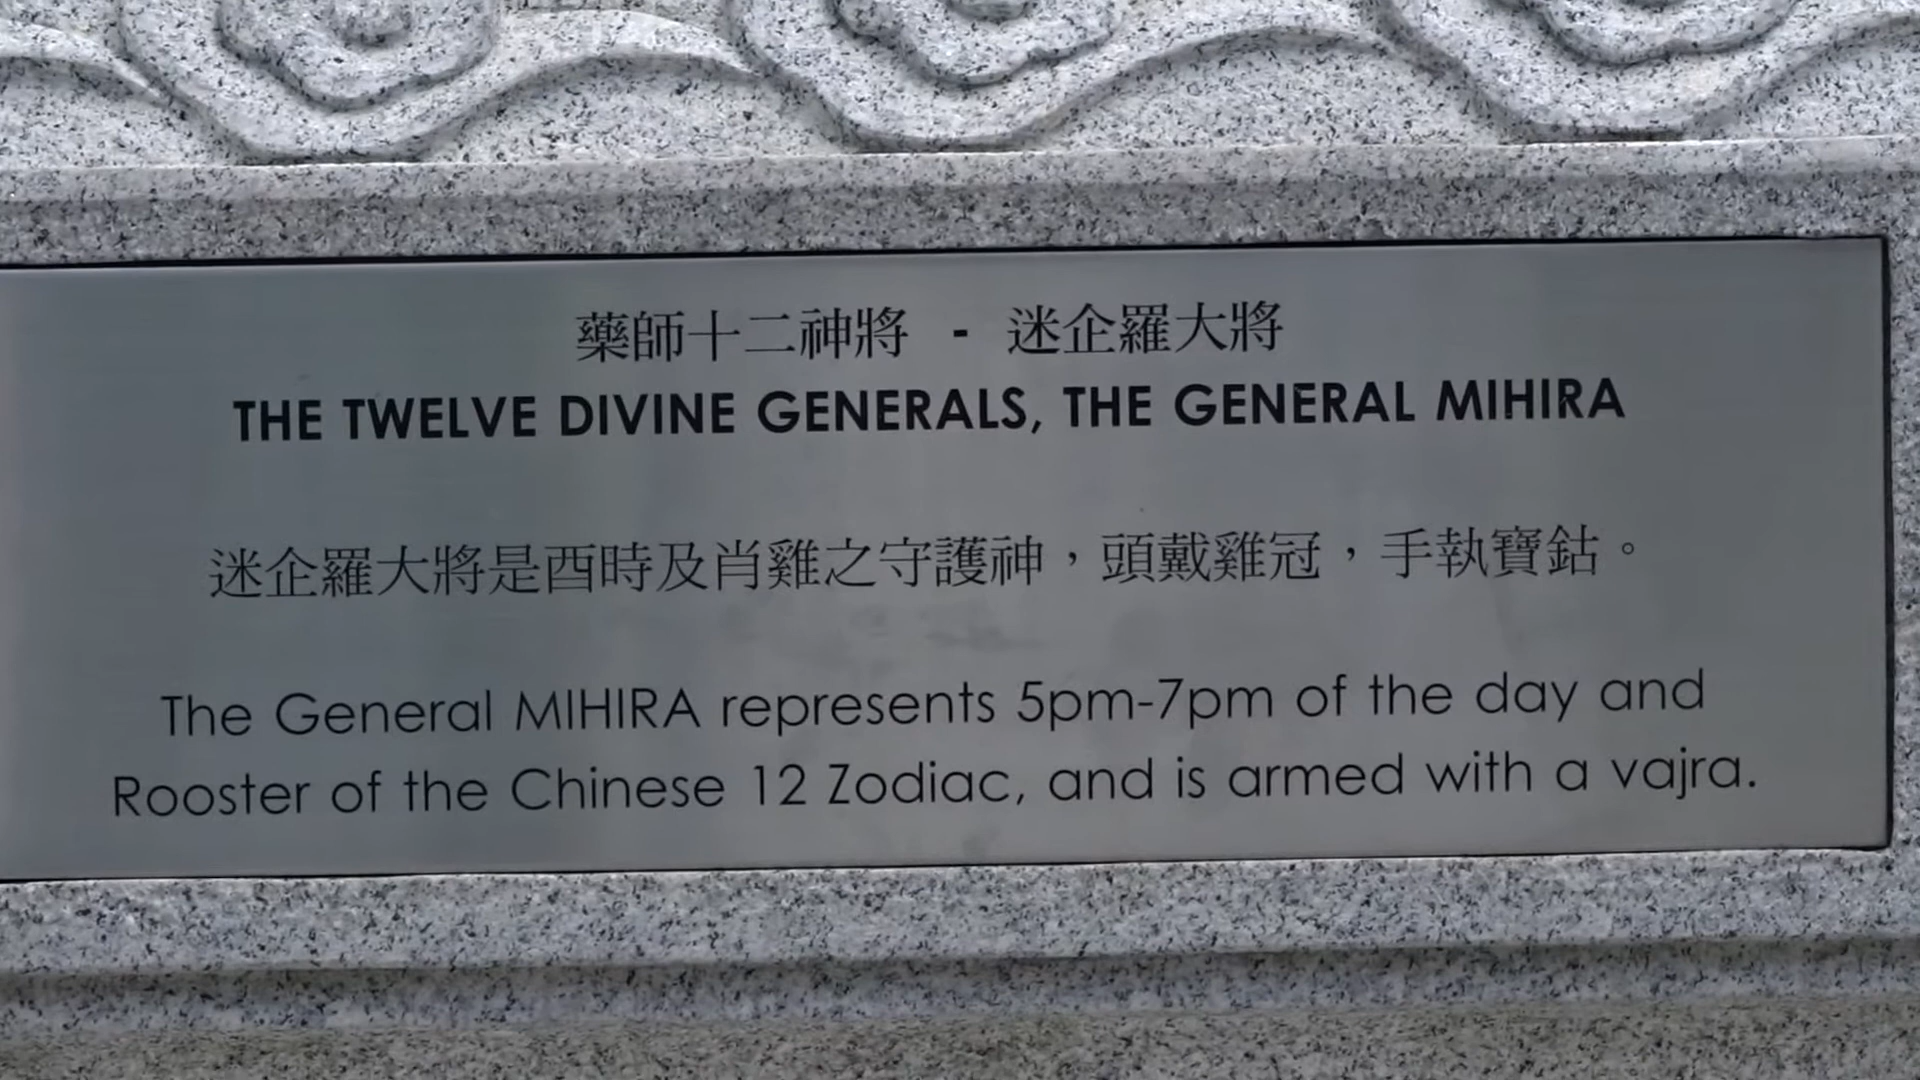 藥師十二神將 - 迷企羅大將
THE TWELVE DIVINE GENERALS, THE GENERAL MIHIRA
迷企羅大將是酉時及肖雞之守護神，頭戴雞冠，手執寶鈷。
The General MIHIRA represents 5pm-7pm of the day and
Rooster of the Chinese 12 Zodiac, and is armed with a vajra.